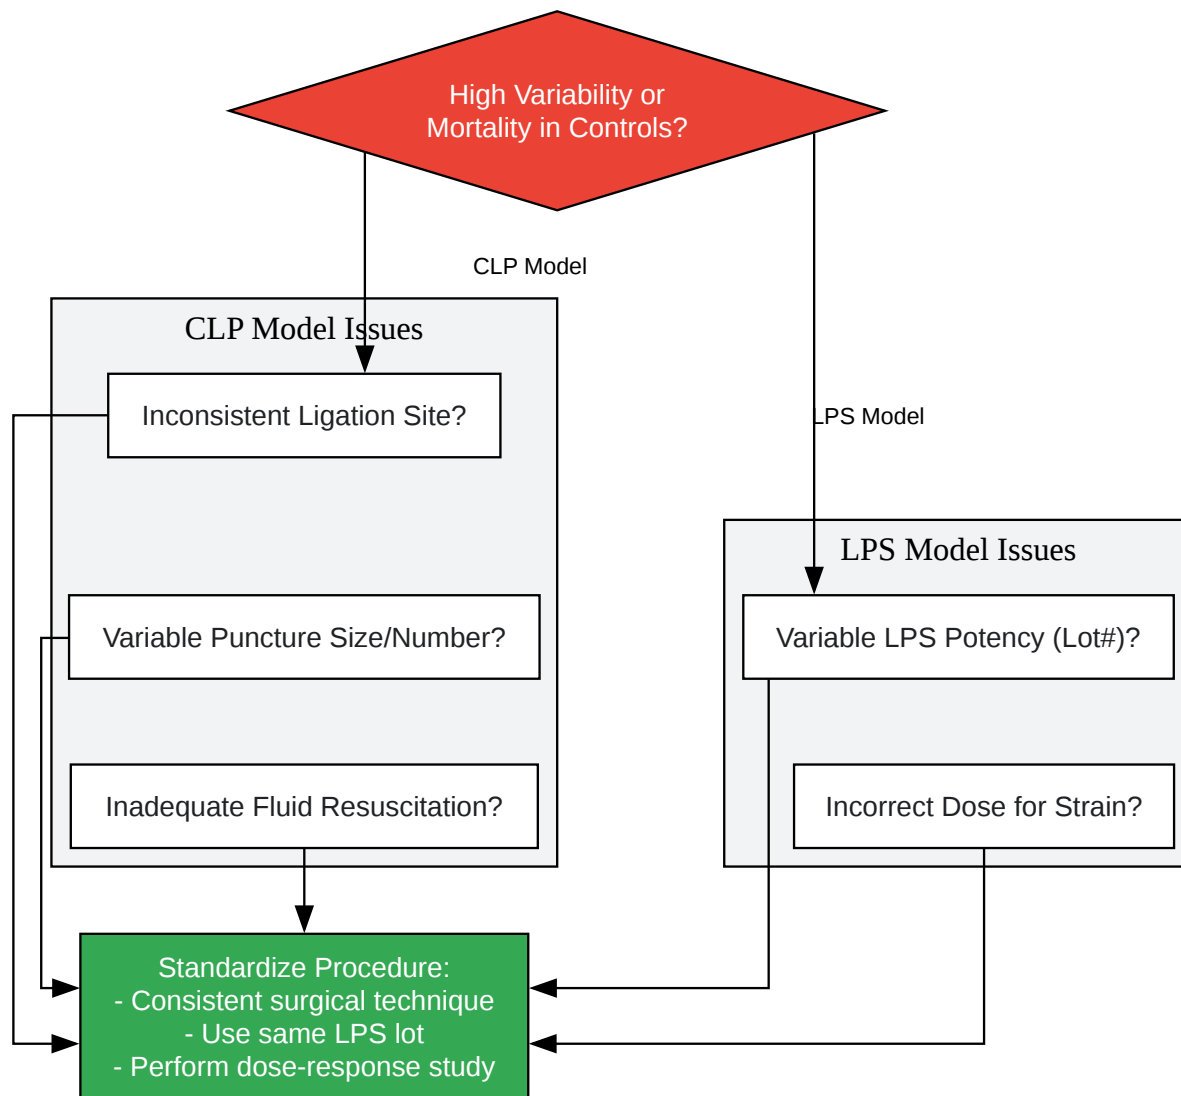 High Variability or
Mortality in Controls?
CLP Model
CLP Model Issues
Inconsistent Ligation Site?
LPS Model
LPS Model Issues
Variable Puncture Size/Number?
Variable LPS Potency (Lot#)?
Inadequate Fluid Resuscitation?
Incorrect Dose for Strain?
Standardize Procedure:
- Consistent surgical technique
- Use same LPS lot
- Perform dose-response study